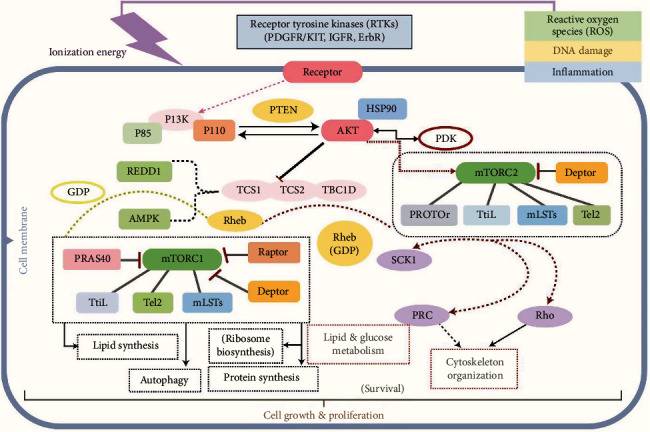 Ionization energy
Receptor tyrosine kinases (RTKs)
(PDGFR/KIT, IGFR, ErbR)
Reactive oxygen
species (ROS)
DNA damage
Inflammation
Receptor
P13K
P85
P110
PTEN
HSP90
AKT
PDK
REDD1
AMPK
TCS1
TCS2
TBC1D
GDP
Rheb
Rheb
(GDP)
mTORC2
Deptor
PROTOr
TtiL
mLSTs
Tel2
Cell membrane
PRAS40
mTORC1
Raptor
Deptor
TtiL
Tel2
mLSTs
SCK1
PRC
Rho
Lipid synthesis
Autophagy
(Ribosome
biosynthesis)
Protein synthesis
Lipid & glucose
metabolism
Cytoskeleton
organization
(Survival)
Cell growth & proliferation